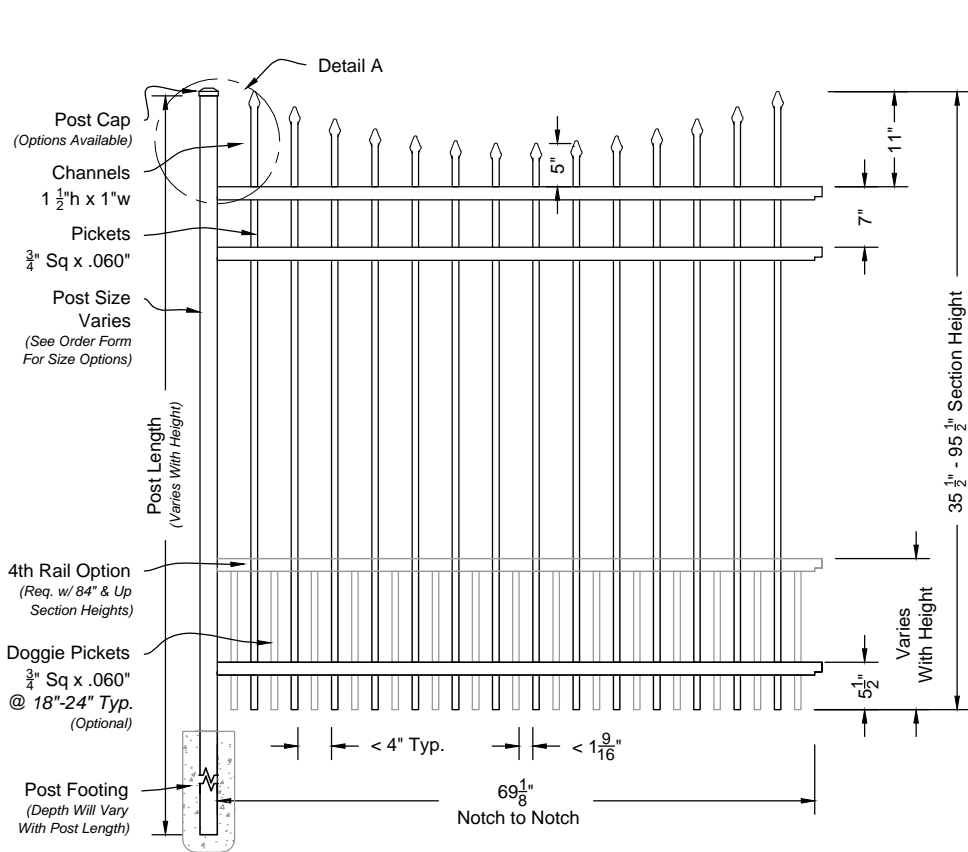 Detail A
Post Cap
(Options Available)
Channels
1 1/2"h x 1"w
Pickets
3/4" Sq x .060"
Post Size
Varies
(See Order Form
For Size Options)
Post Length
(Varies With Height)
4th Rail Option
(Req. w/ 84" & Up
Section Heights)
Doggie Pickets
3/4" Sq x .060"
@ 18"-24" Typ.
(Optional)
Post Footing
(Depth Will Vary
With Post Length)
5"
11"
7"
35 1/2" - 95 1/2" Section Height
Varies
With Height
5 1/2"
< 4" Typ.
< 1 9/16"
69 1/8"
Notch to Notch